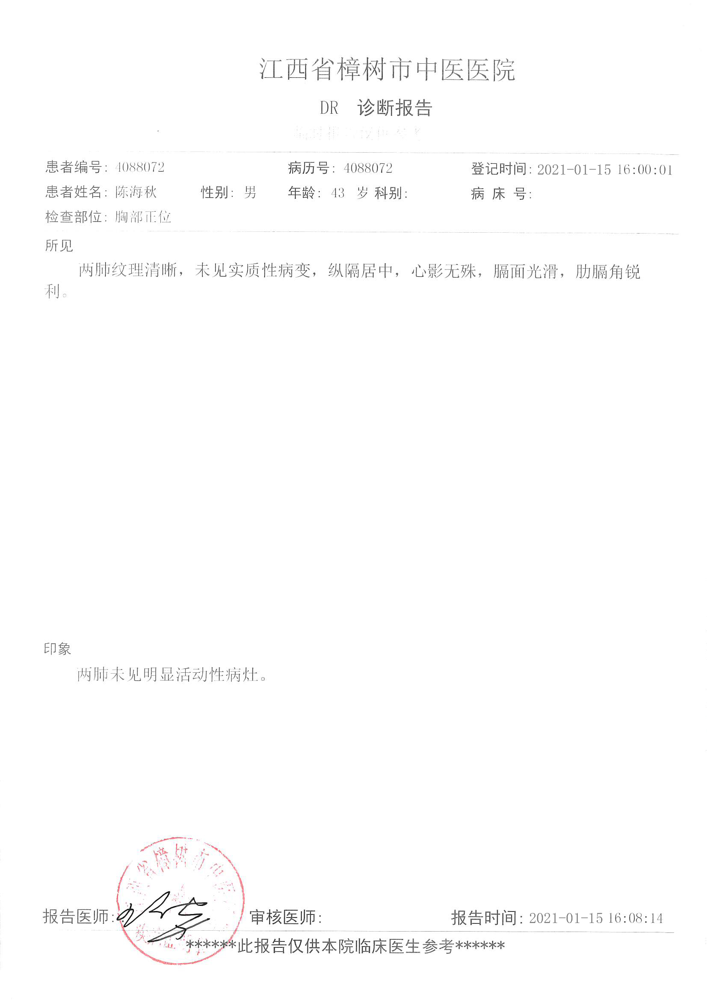 江西省樟树市中医医院
DR 诊断报告
患者编号: 4088072 病历号: 4088072 登记时间: 2021-01-15 16:00:01
患者姓名: 陈海秋 性别: 男 年龄: 43 岁 科别: 病 床 号:
检查部位: 胸部正位
所见
两肺纹理清晰，未见实质性病变，纵隔居中，心影无殊，膈面光滑，肋膈角锐
利。
印象
两肺未见明显活动性病灶。
省樟树市中医
报告医师: 审核医师: 报告时间: 2021-01-15 16:08:14
******此报告仅供本院临床医生参考******